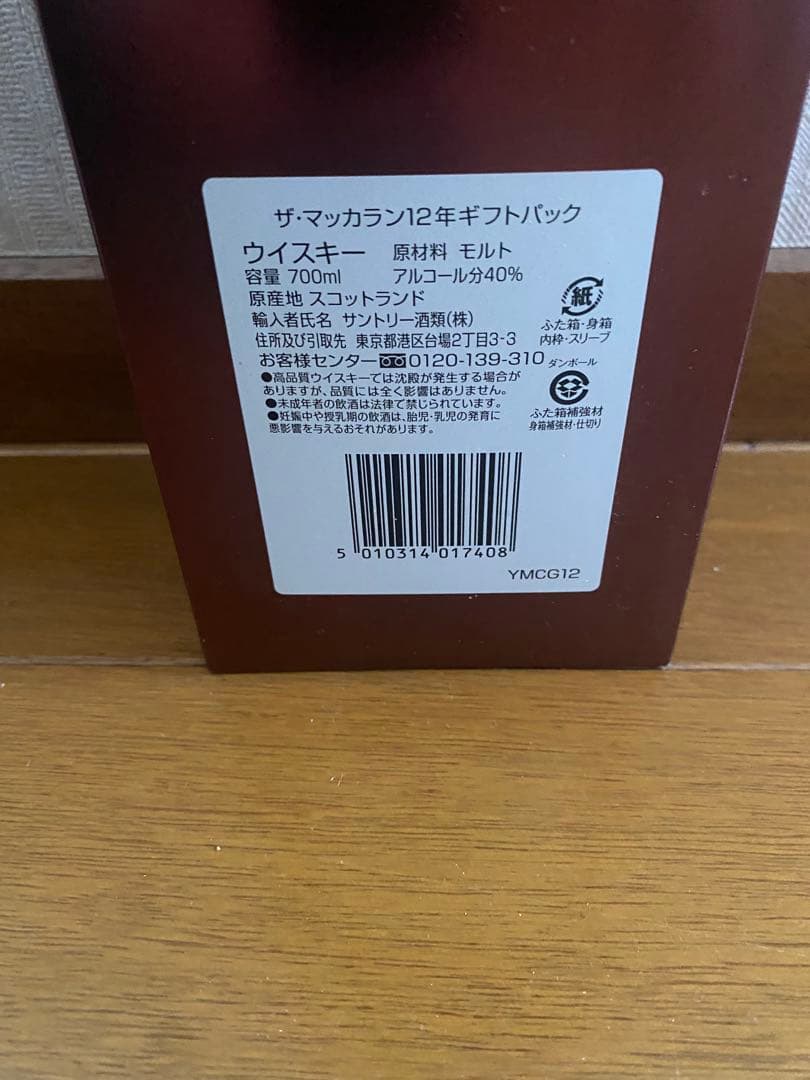 ザ・マッカラン12年ギフトパック
ウイスキー 原材料 モルト
容量 700ml アルコール分40%
原産地 スコットランド
輸入者氏名 サントリー酒類(株)
住所及び引取先 東京都港区台場2丁目3-3
お客様センター 0120-139-310
●高品質ウイスキーでは沈殿が発生する場合が
ありますが、品質には全く影響はありません。
●未成年者の飲酒は法律で禁じられています。
●妊娠中や授乳期の飲酒は、胎児・乳児の発育に
悪影響を与えるおそれがあります。
紙
ふた箱・身箱
内枠・スリーブ
ダンボール
ふた箱補強材
身箱補強材・仕切り
5 010314 017408
YMCG12